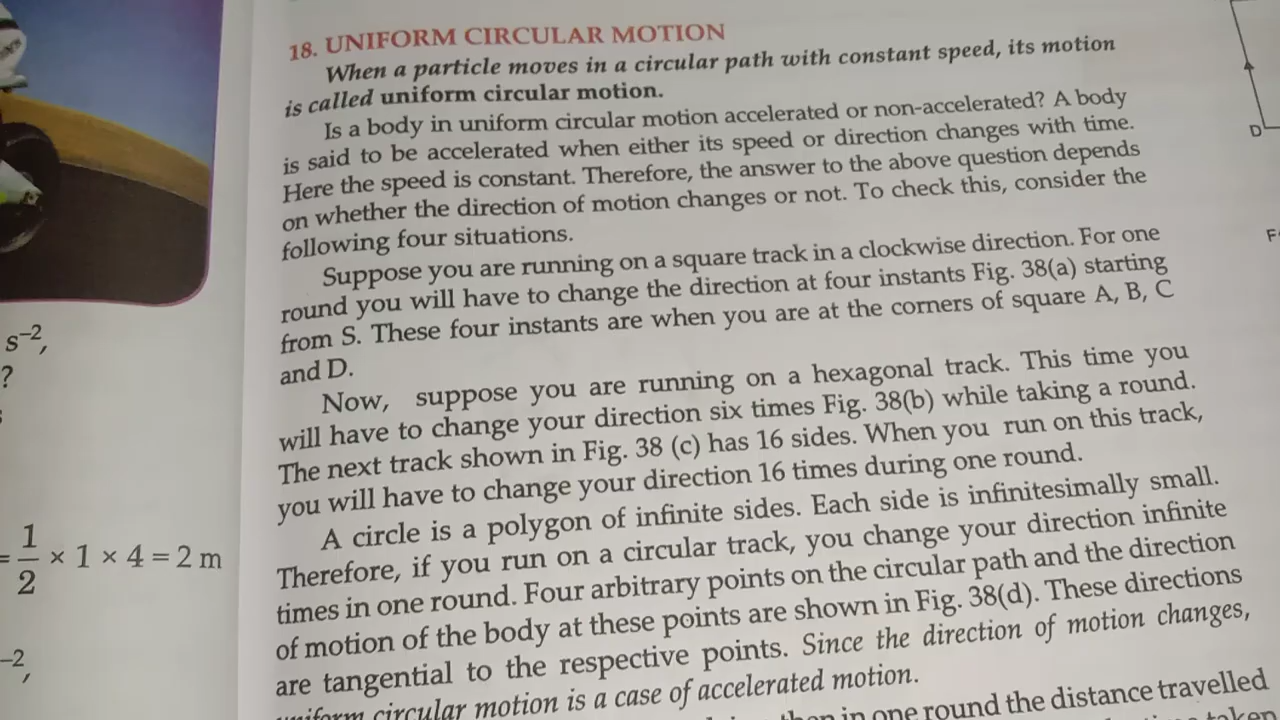 18. UNIFORM CIRCULAR MOTION
When a particle moves in a circular path with constant speed, its motion
is called uniform circular motion.
Is a body in uniform circular motion accelerated or non-accelerated? A body
is said to be accelerated when either its speed or direction changes with time.
Here the speed is constant. Therefore, the answer to the above question depends
on whether the direction of motion changes or not. To check this, consider the
following four situations.
Suppose you are running on a square track in a clockwise direction. For one
round you will have to change the direction at four instants Fig. 38(a) starting
from S. These four instants are when you are at the corners of square A, B, C
and D.
Now, suppose you are running on a hexagonal track. This time you
will have to change your direction six times Fig. 38(b) while taking a round.
The next track shown in Fig. 38 (c) has 16 sides. When you run on this track,
you will have to change your direction 16 times during one round.
A circle is a polygon of infinite sides. Each side is infinitesimally small.
Therefore, if you run on a circular track, you change your direction infinite
times in one round. Four arbitrary points on the circular path and the direction
of motion of the body at these points are shown in Fig. 38(d). These directions
are tangential to the respective points. Since the direction of motion changes,
uniform circular motion is a case of accelerated motion.
in one round the distance travelled
taken
s⁻²,
?
= 1/2 × 1 × 4 = 2 m
⁻²,
D